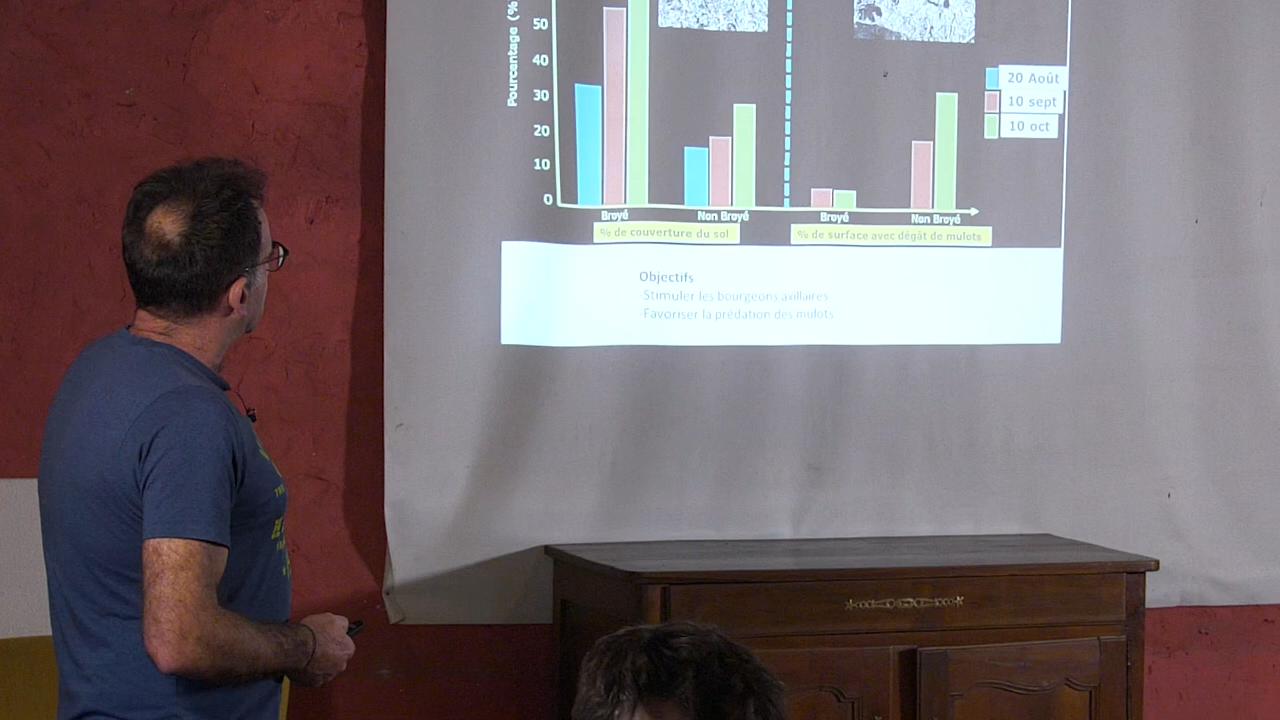 Pourcentage (%
50
40
30
20
10
0
20 Août
10 sept
10 oct
Broyé
Non Broyé
Broyé
Non Broyé
% de couverture du sol
% de surface avec dégât de mulots
Objectifs
-Stimuler les bourgeons axillaires
-Favoriser la prédation des mulots